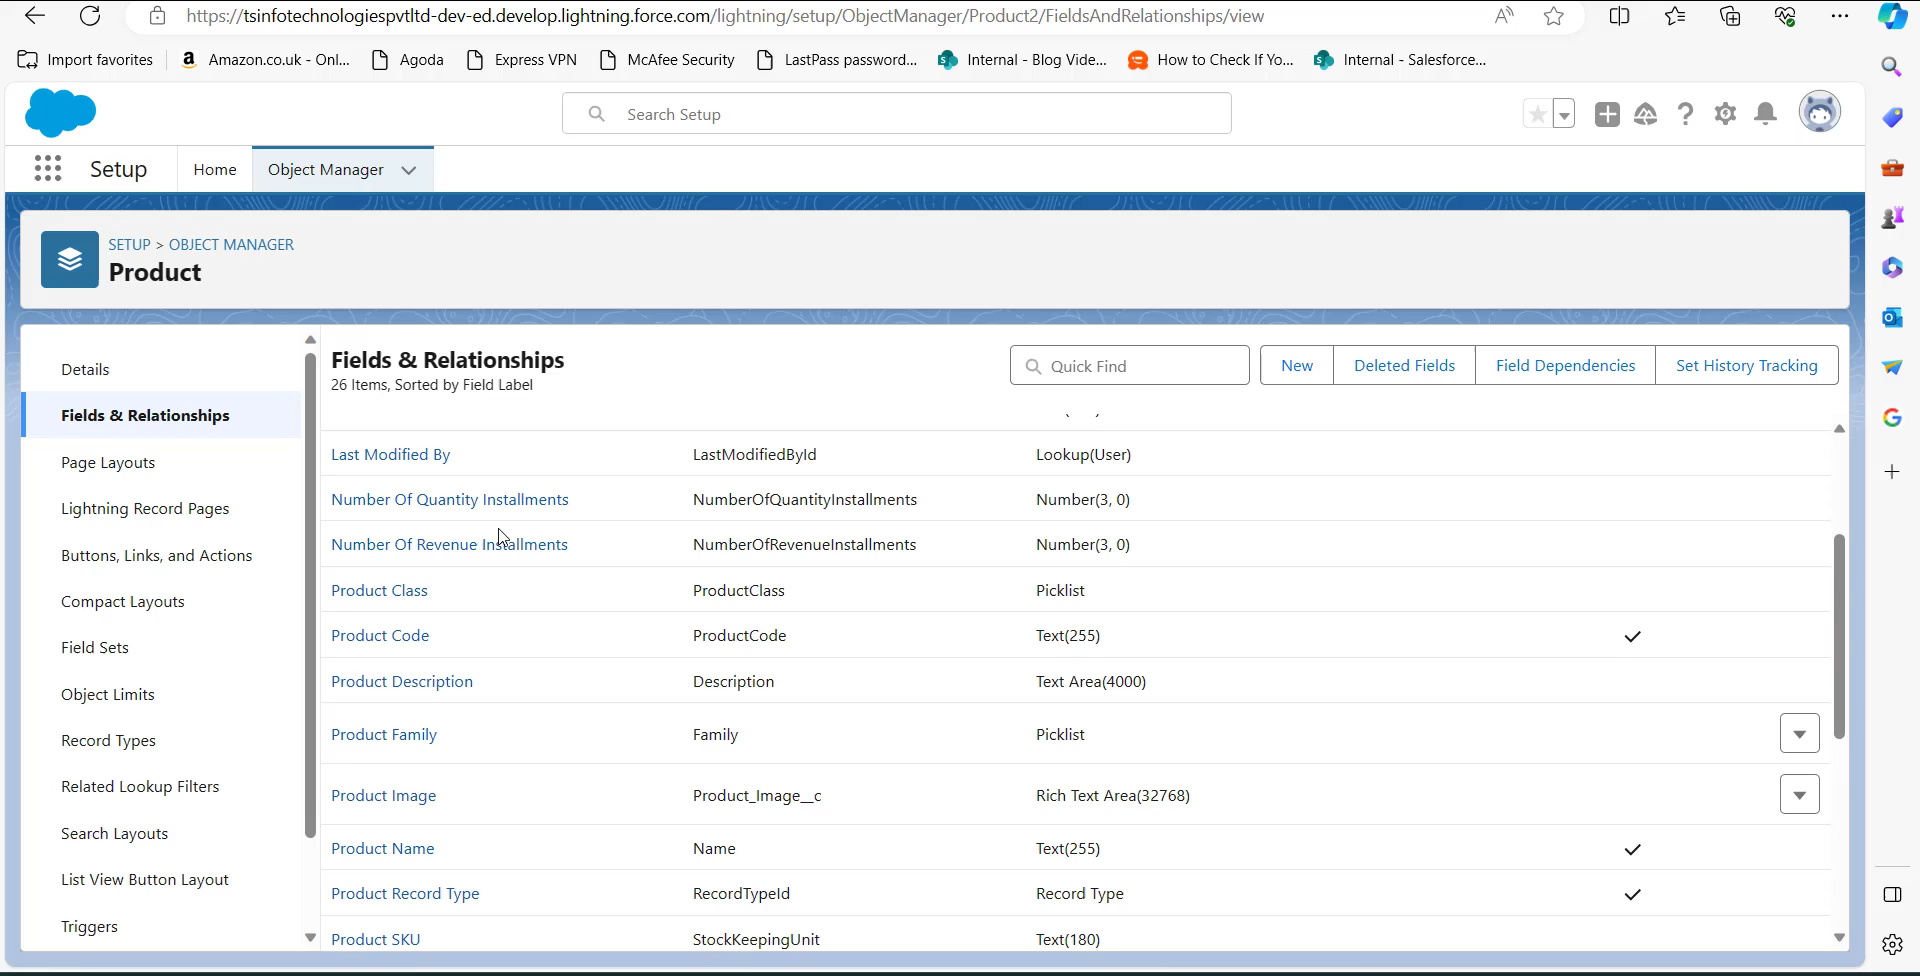 https://tsinfotechnologiespvtltd-dev-ed.develop.lightning.force.com/lightning/setup/ObjectManager/Product2/FieldsAndRelationships/view
Import favorites
Amazon.co.uk - Onl...
Agoda
Express VPN
McAfee Security
LastPass password...
Internal - Blog Vide...
How to Check If Yo...
Internal - Salesforce...
Search Setup
Setup
Home
Object Manager
SETUP > OBJECT MANAGER
Product
Details
Fields & Relationships
Page Layouts
Lightning Record Pages
Buttons, Links, and Actions
Compact Layouts
Field Sets
Object Limits
Record Types
Related Lookup Filters
Search Layouts
List View Button Layout
Triggers
Fields & Relationships
26 Items, Sorted by Field Label
Quick Find
New
Deleted Fields
Field Dependencies
Set History Tracking
Last Modified By LastModifiedById Lookup(User)
Number Of Quantity Installments NumberOfQuantityInstallments Number(3, 0)
Number Of Revenue Installments NumberOfRevenueInstallments Number(3, 0)
Product Class ProductClass Picklist
Product Code ProductCode Text(255)
Product Description Description Text Area(4000)
Product Family Family Picklist
Product Image Product_Image__c Rich Text Area(32768)
Product Name Name Text(255)
Product Record Type RecordTypeId Record Type
Product SKU StockKeepingUnit Text(180)